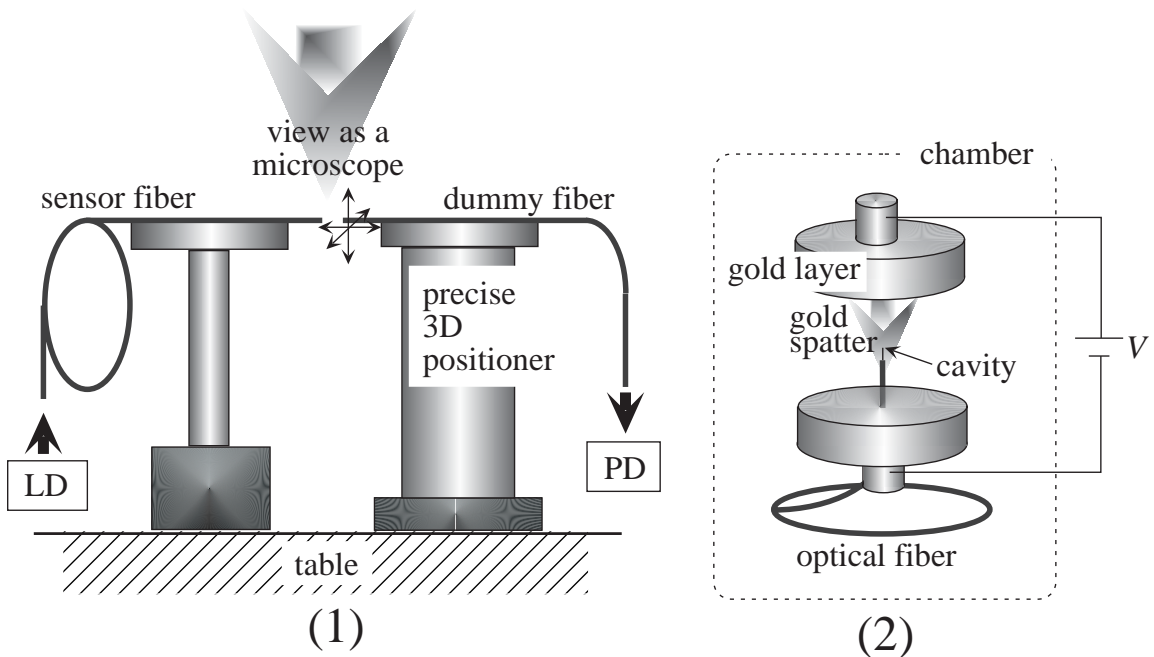 view as a
microscope
sensor fiber
dummy fiber
precise
3D
positioner
LD
PD
table
(1)
chamber
gold layer
gold
spatter
cavity
V
optical fiber
(2)